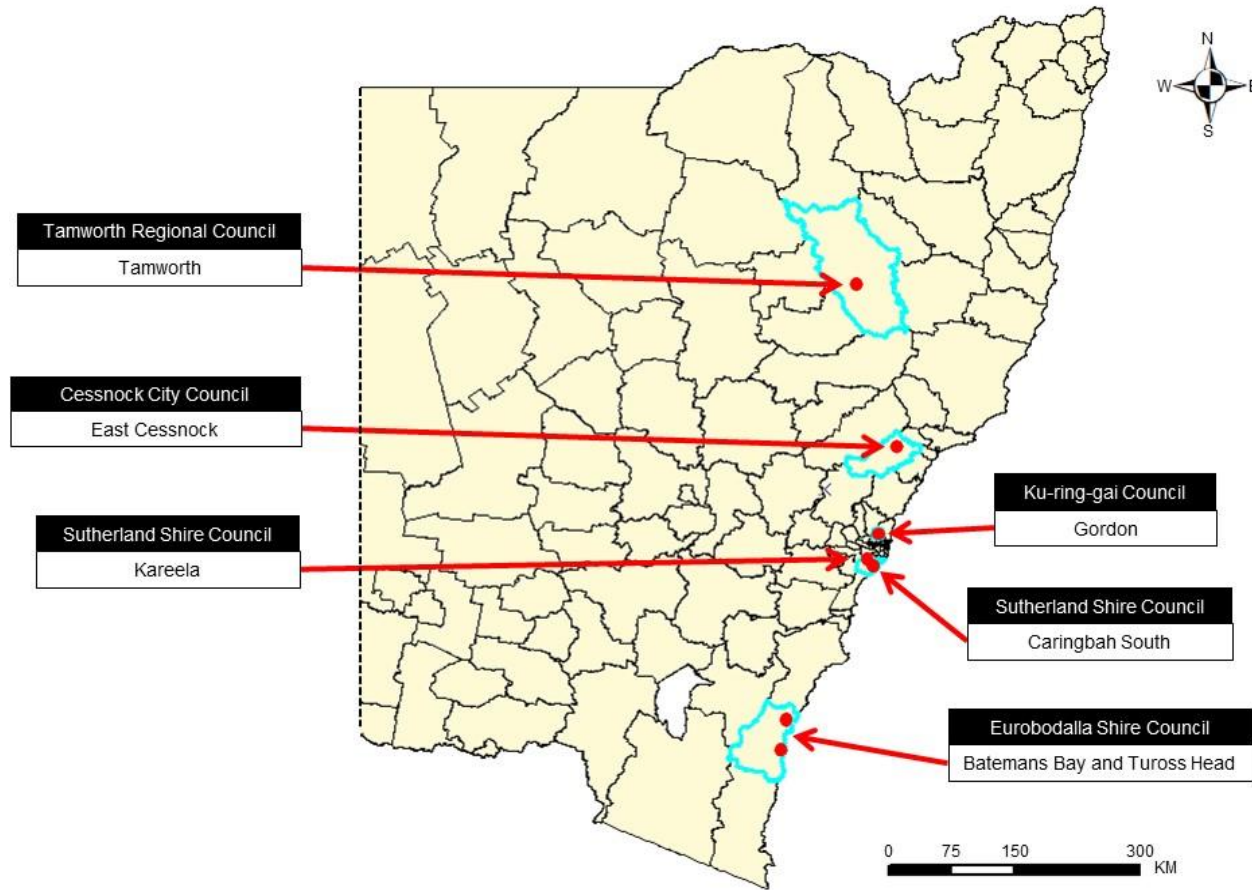 N
W
E
S
Tamworth Regional Council
Tamworth
Cessnock City Council
East Cessnock
Ku-ring-gai Council
Gordon
Sutherland Shire Council
Kareela
Sutherland Shire Council
Caringbah South
Eurobodalla Shire Council
Batemans Bay and Tuross Head
0 75 150 300
KM